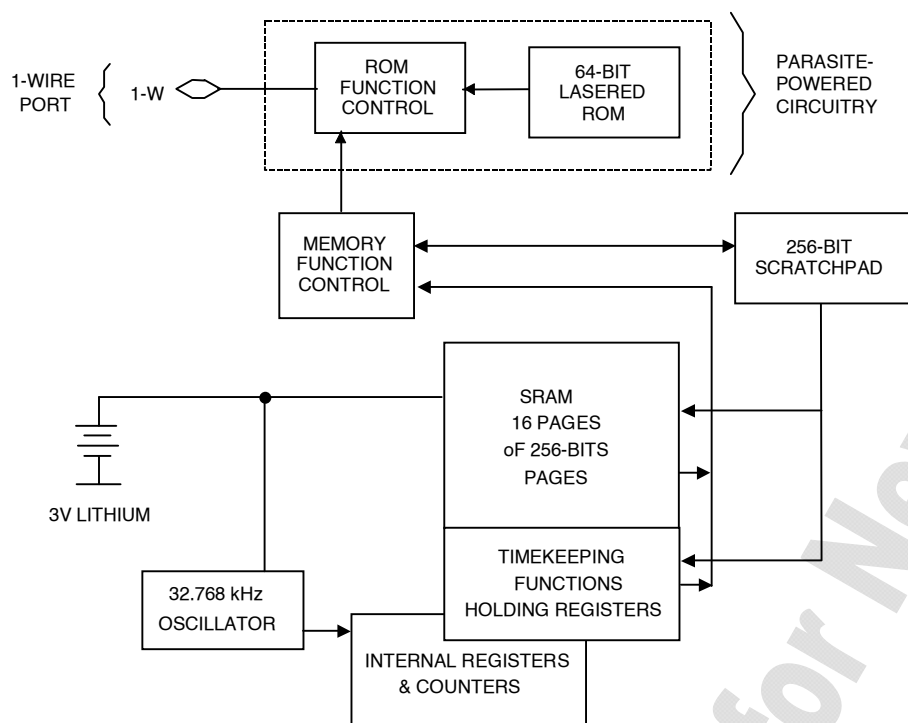 1-WIRE
PORT
1-W
ROM
FUNCTION
CONTROL
64-BIT
LASERED
ROM
PARASITE-
POWERED
CIRCUITRY
MEMORY
FUNCTION
CONTROL
256-BIT
SCRATCHPAD
SRAM
16 PAGES
oF 256-BITS
PAGES
3V LITHIUM
TIMEKEEPING
FUNCTIONS
HOLDING REGISTERS
32.768 kHz
OSCILLATOR
INTERNAL REGISTERS
& COUNTERS
for Ne